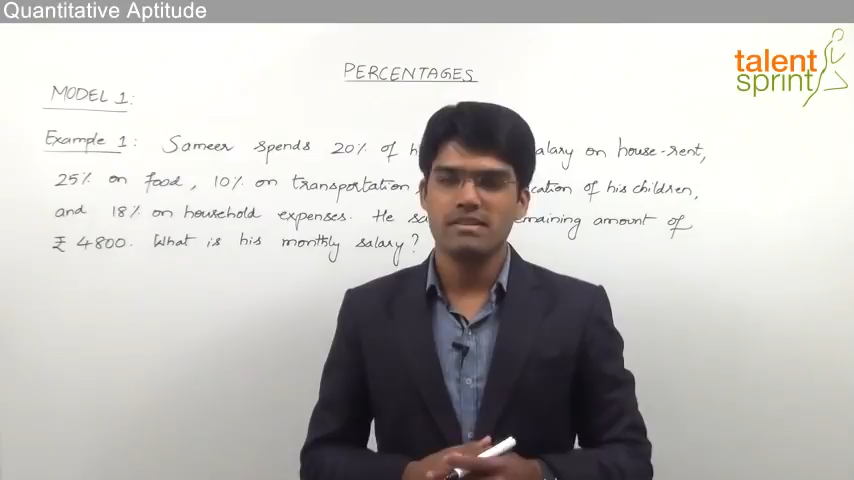 Quantitative Aptitude
talent
sprint
PERCENTAGES
MODEL 1:
Example 1: Sameer spends 20% of h alary on house-rent,
25% on food, 10% on transportation, cation of his children,
and 18% on household expenses. He sa maining amount of
₹ 4800. What is his monthly salary?